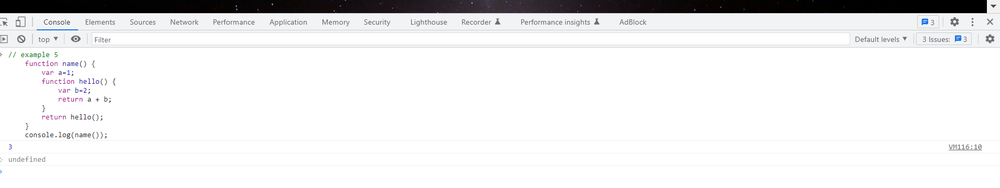 Console Elements Sources Network Performance Application Memory Security Lighthouse Recorder Performance insights AdBlock 3
top Filter Default levels 3 Issues: 3
// example 5
function name() {
var a=1;
function hello() {
var b=2;
return a + b;
}
return hello();
}
console.log(name());
3 VM116:10
undefined